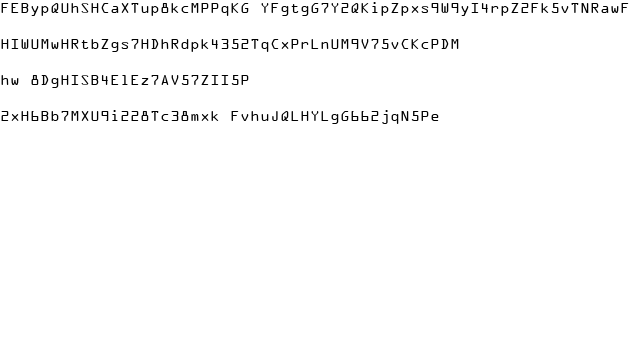 FEBypQUhSHCaXTup8kcMPPqKG YFgtgG7Y2QKipZpxs9W9yI4rpZ2Fk5vTNRawF
HIWUMwHRtbZgs7HDhRdpk4352TqCxPrLnUM9V75vCKcPDM
hw 8DgHISB4E1Ez7AV57ZII5P
2xH6Bb7MXU9i228Tc38mxk FvhuJQLHYLgG662jqN5Pe